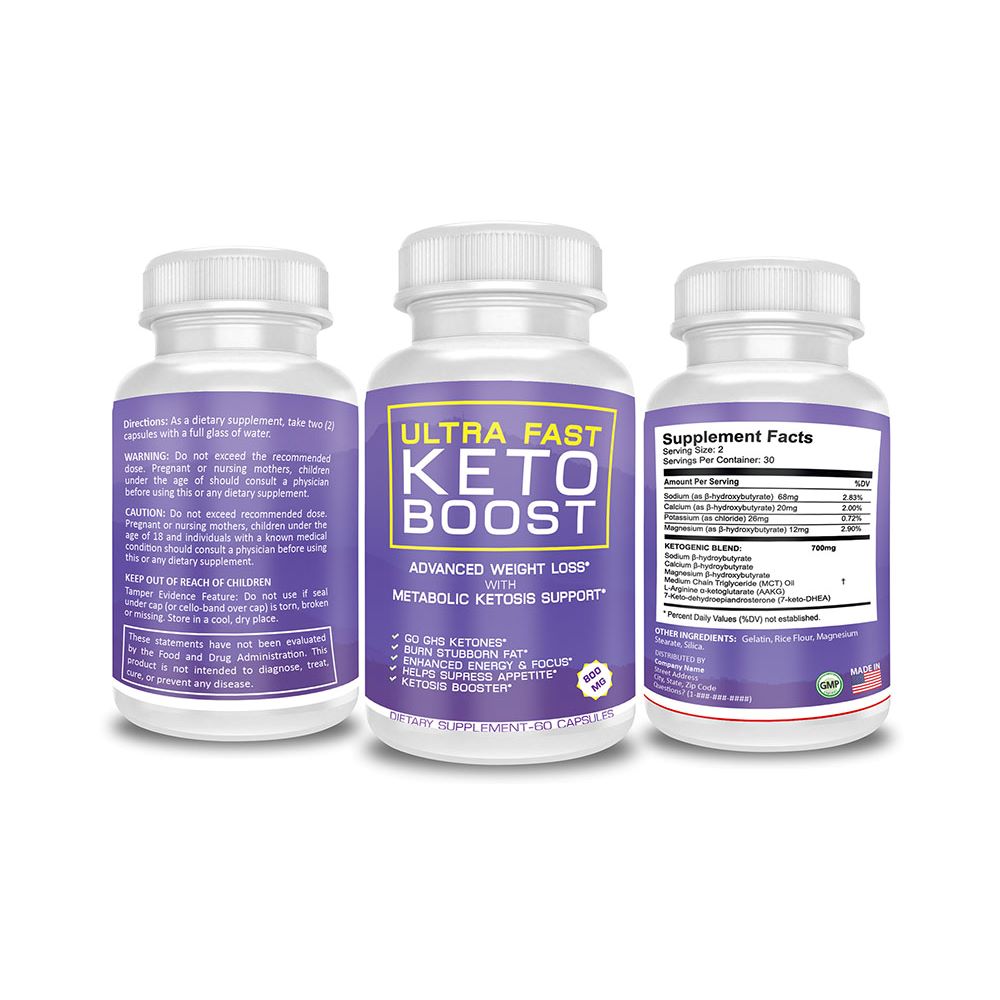 Directions: As a dietary supplement, take two (2)
capsules with a full glass of water.
WARNING: Do not exceed the recommended
dose. Pregnant or nursing mothers, children
under the age of should consult a physician
before using this or any dietary supplement.
CAUTION: Do not exceed recommended dose.
Pregnant or nursing mothers, children under the
age of 18 and individuals with a known medical
condition should consult a physician before using
this or any dietary supplement.
KEEP OUT OF REACH OF CHILDREN
Tamper Evidence Feature: Do not use if seal
under cap (or cello-band over cap) is torn, broken
or missing. Store in a cool, dry place.
These statements have not been evaluated
by the Food and Drug Administration. This
product is not intended to diagnose, treat,
cure, or prevent any disease.
ULTRA FAST
KETO
BOOST
ADVANCED WEIGHT LOSS*
WITH
METABOLIC KETOSIS SUPPORT*
✓ GO GHS KETONES*
✓ BURN STUBBORN FAT*
✓ ENHANCED ENERGY & FOCUS*
✓ HELPS SUPRESS APPETITE*
✓ KETOSIS BOOSTER*
800
MG
DIETARY SUPPLEMENT-60 CAPSULES
Supplement Facts
Serving Size: 2
Servings Per Container: 30
Amount Per Serving %DV
Sodium (as β-hydroxybutyrate) 68mg 2.83%
Calcium (as β-hydroxybutyrate) 20mg 2.00%
Potassium (as chloride) 26mg 0.72%
Magnesium (as β-hydroxybutyrate) 12mg 2.90%
KETOGENIC BLEND: 700mg
Sodium β-hydroybutyrate
Calcium β-hydroybutyrate
Magnesium β-hydroxybutyrate
Medium Chain Triglyceride (MCT) Oil †
L-Arginine α-ketoglutarate (AAKG)
7-Keto-dehydroepiandrosterone (7-keto-DHEA)
* Percent Daily Values (%DV) not established.
OTHER INGREDIENTS: Gelatin, Rice Flour, Magnesium
Stearate, Silica.
DISTRIBUTED BY
Company Name
Street Address
City, State, Zip Code
Questions? (1-###-###-####)
GMP
MADE IN